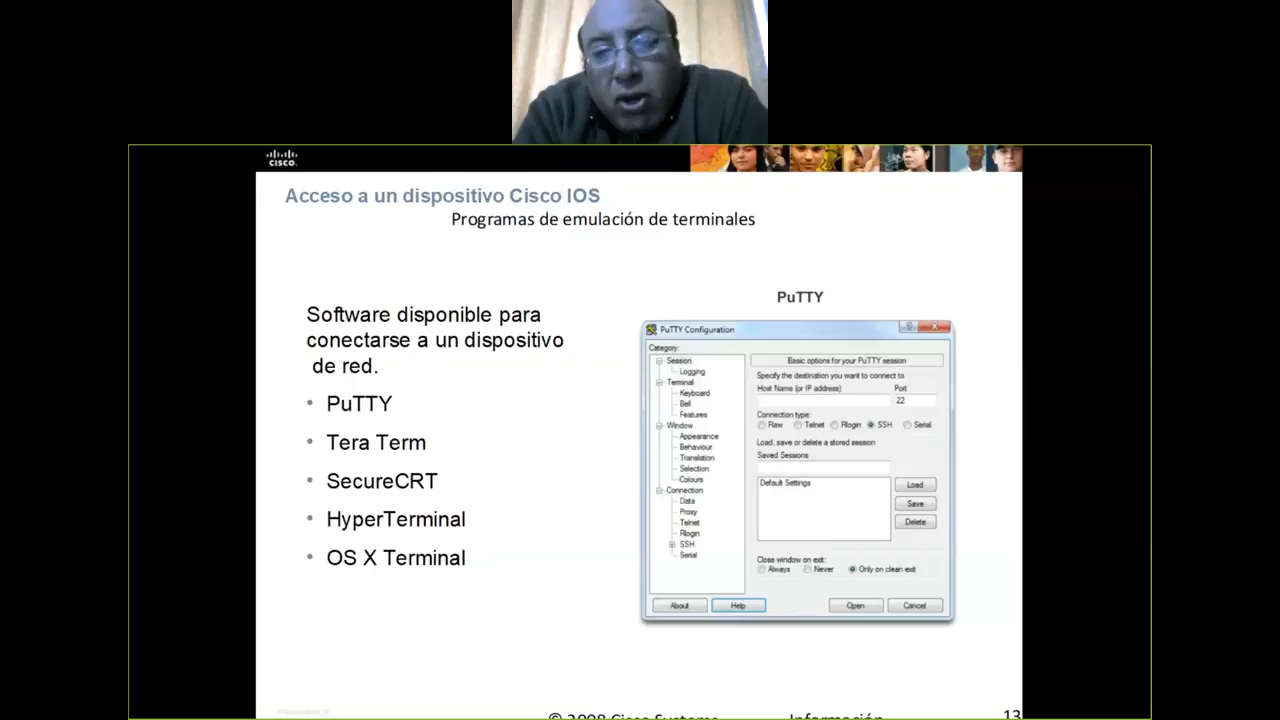 CISCO.
Acceso a un dispositivo Cisco IOS
Programas de emulación de terminales
Software disponible para
conectarse a un dispositivo
de red.
• PuTTY
• Tera Term
• SecureCRT
• HyperTerminal
• OS X Terminal
PuTTY
PuTTY Configuration
Category:
Session
Logging
Terminal
Keyboard
Bell
Features
Window
Appearance
Behaviour
Translation
Selection
Colours
Connection
Data
Proxy
Telnet
Rlogin
SSH
Serial
Basic options for your PuTTY session
Specify the destination you want to connect to
Host Name (or IP address) Port
22
Connection type:
Raw Telnet Rlogin SSH Serial
Load, save or delete a stored session
Saved Sessions
Default Settings
Load
Save
Delete
Close window on exit:
Always Never Only on clean exit
About Help Open Cancel
© 2008 Cisco Systems Información 13